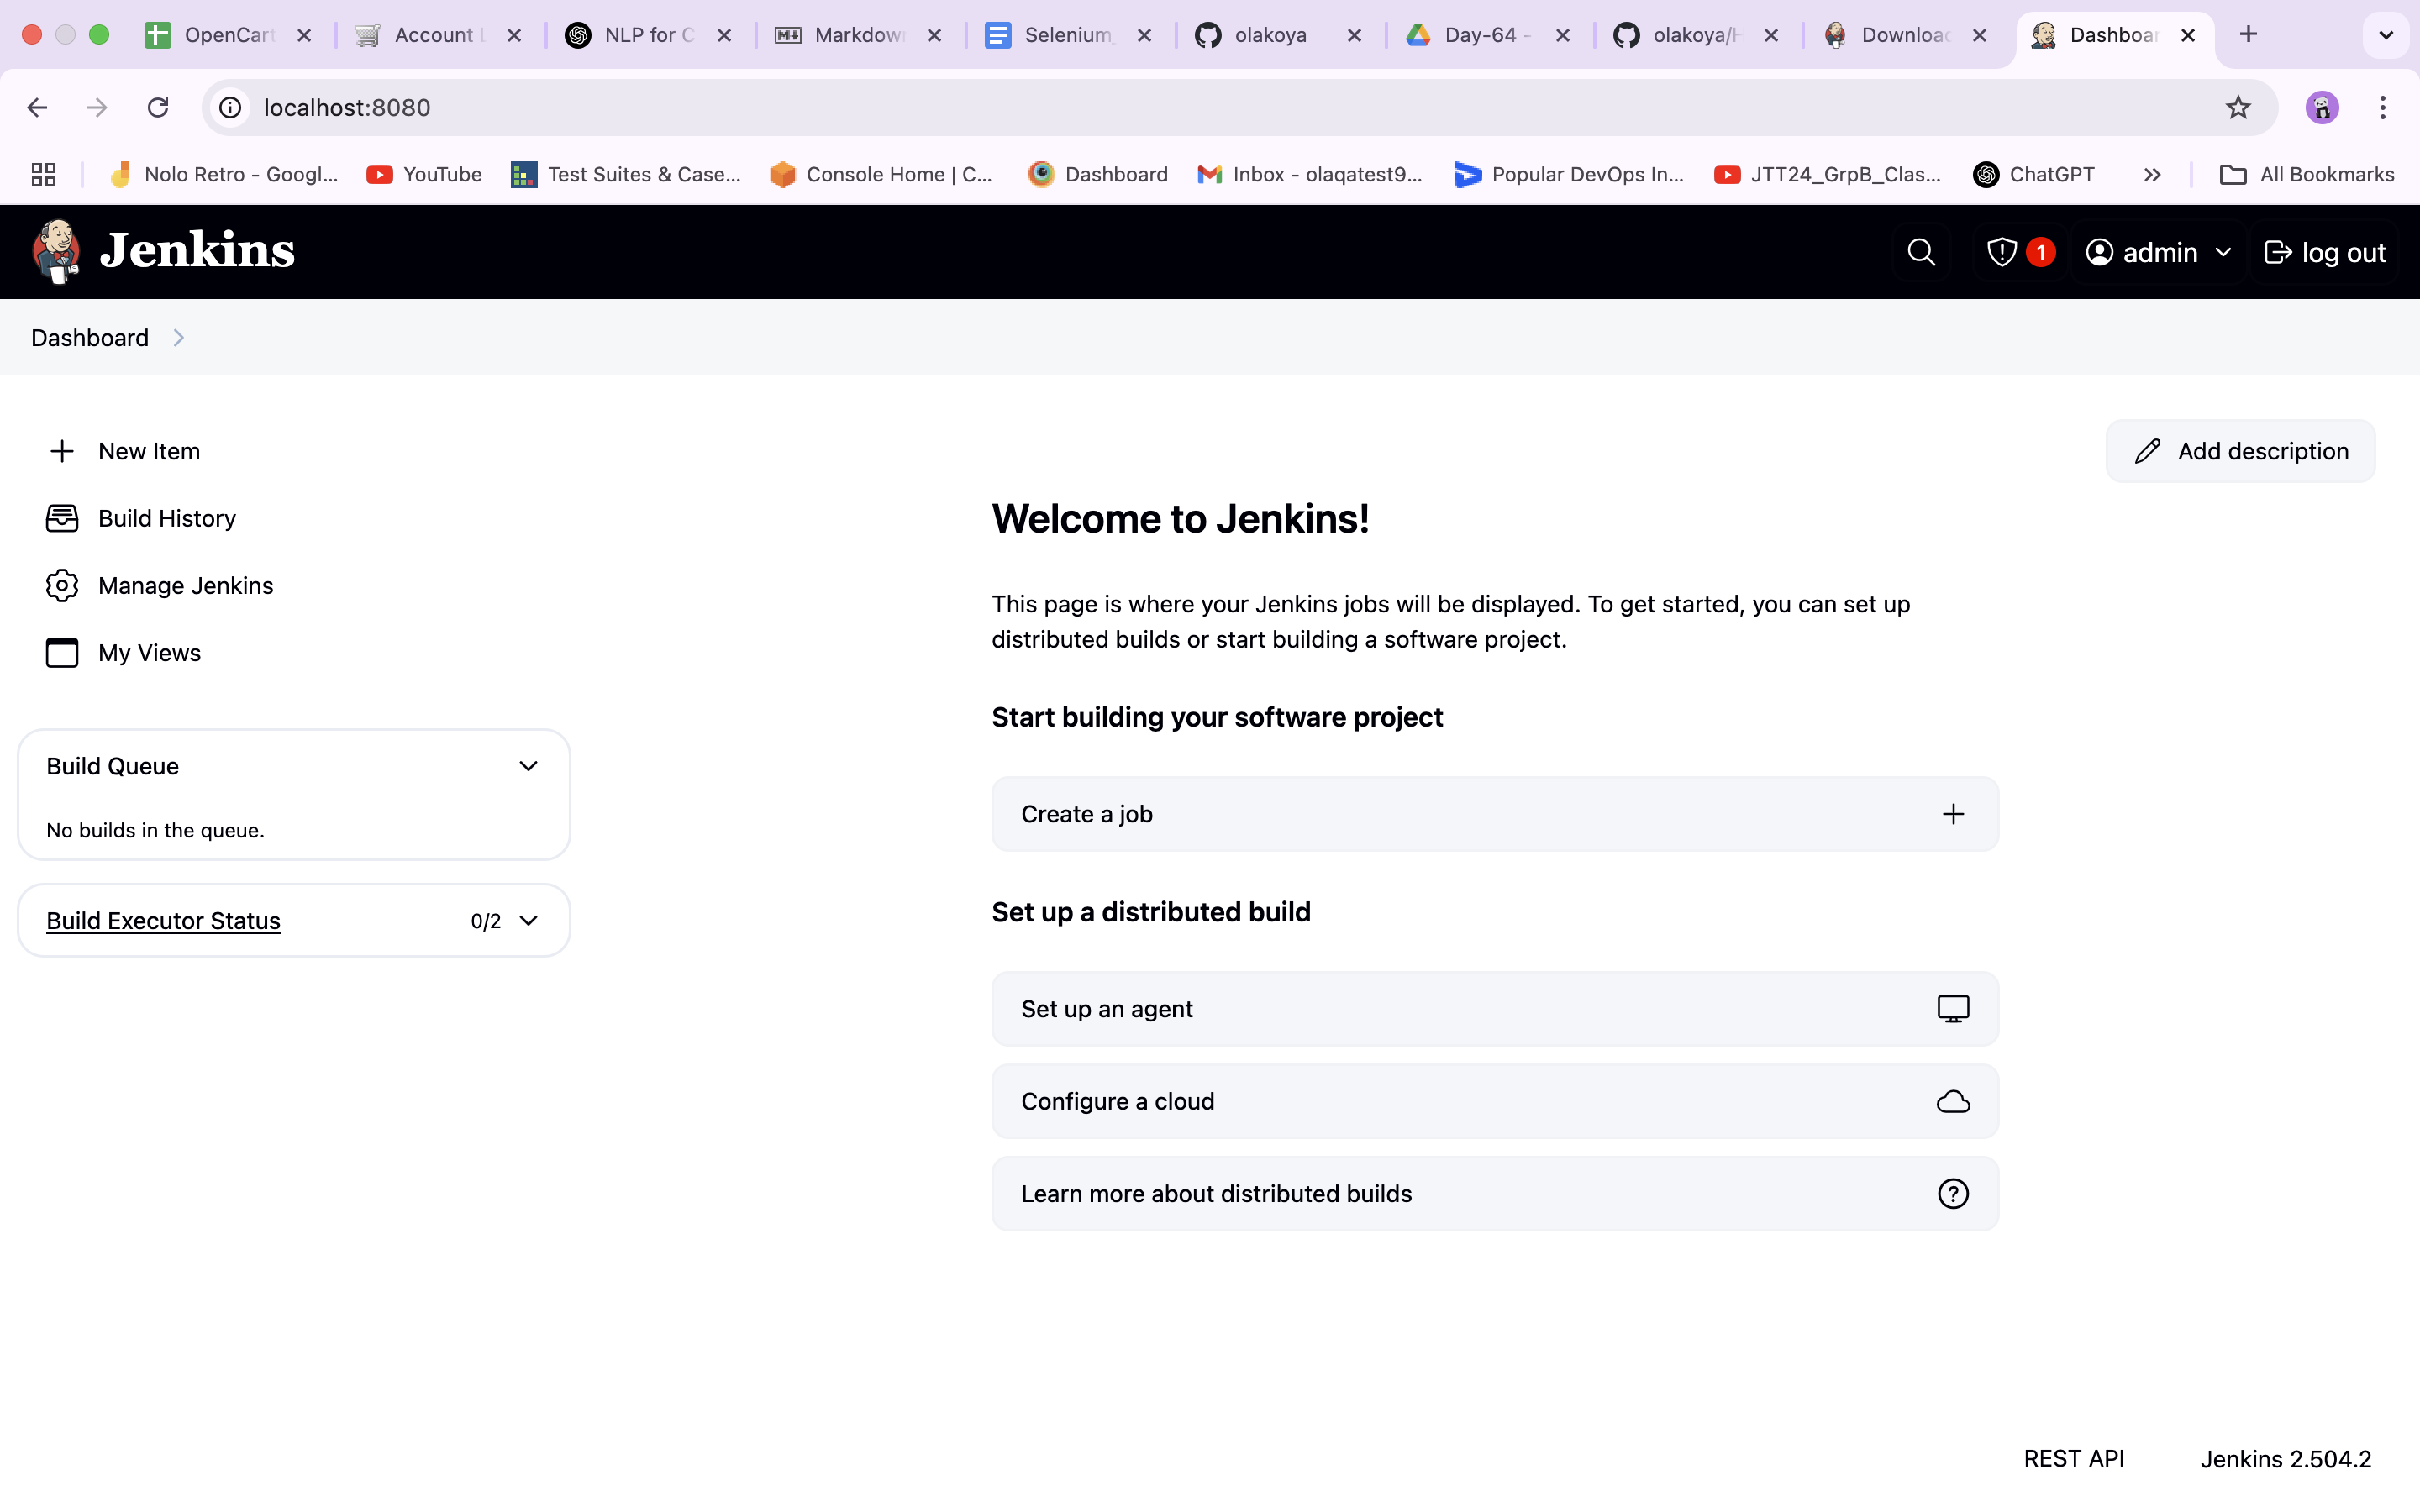 OpenCart
Account L
NLP for C
Markdow
Selenium_
olakoya
Day-64 -
olakoya/H
Downloa
Dashboar
localhost:8080
Nolo Retro - Googl...
YouTube
Test Suites & Case...
Console Home | C...
Dashboard
Inbox - olaqatest9...
Popular DevOps In...
JTT24_GrpB_Clas...
ChatGPT
All Bookmarks
Jenkins
1
admin
log out
Dashboard
New Item
Build History
Manage Jenkins
My Views
Build Queue
No builds in the queue.
Build Executor Status
0/2
Add description
Welcome to Jenkins!
This page is where your Jenkins jobs will be displayed. To get started, you can set up
distributed builds or start building a software project.
Start building your software project
Create a job
Set up a distributed build
Set up an agent
Configure a cloud
Learn more about distributed builds
REST API
Jenkins 2.504.2